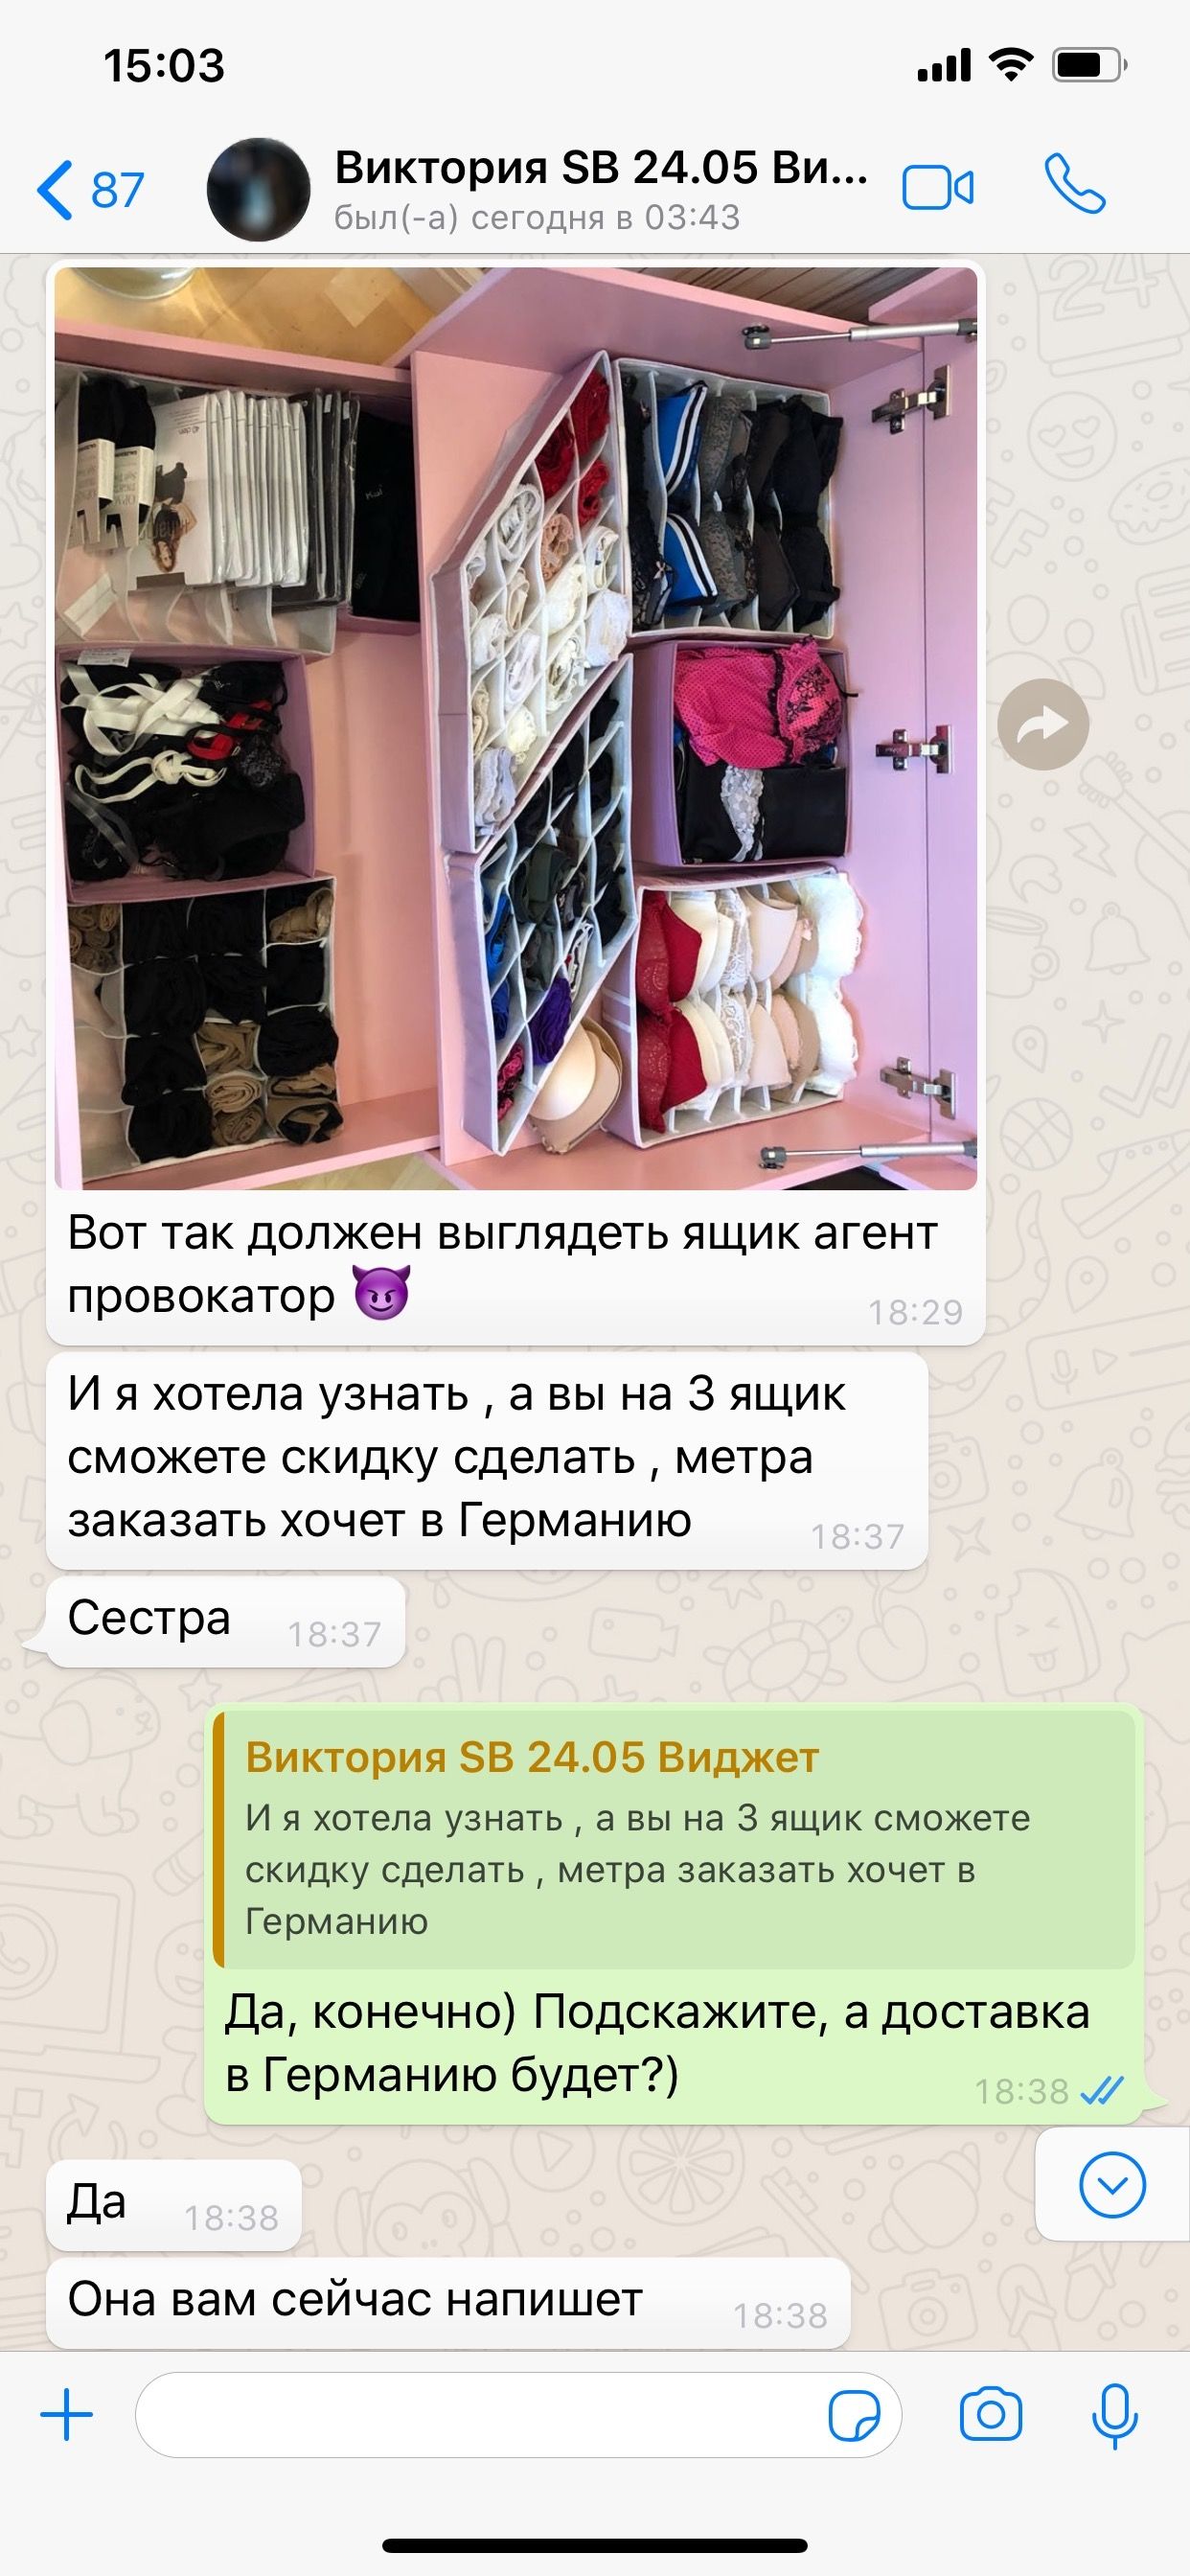 15:03
87
Виктория SB 24.05 Ви...
был(-а) сегодня в 03:43
Вот так должен выглядеть ящик агент
провокатор 😈
18:29
И я хотела узнать , а вы на 3 ящик
сможете скидку сделать , метра
заказать хочет в Германию
18:37
Сестра
18:37
Виктория SB 24.05 Виджет
И я хотела узнать , а вы на 3 ящик сможете
скидку сделать , метра заказать хочет в
Германию
Да, конечно) Подскажите, а доставка
в Германию будет?)
18:38
Да
18:38
Она вам сейчас напишет
18:38